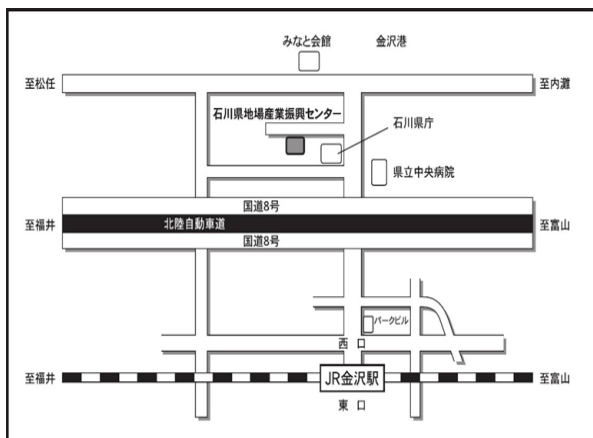 みなと会館
金沢港
至松任
至内灘
石川県地場産業振興センター
石川県庁
県立中央病院
国道8号
至福井
北陸自動車道
至富山
国道8号
パークビル
西 口
至福井
JR金沢駅
至富山
東 口